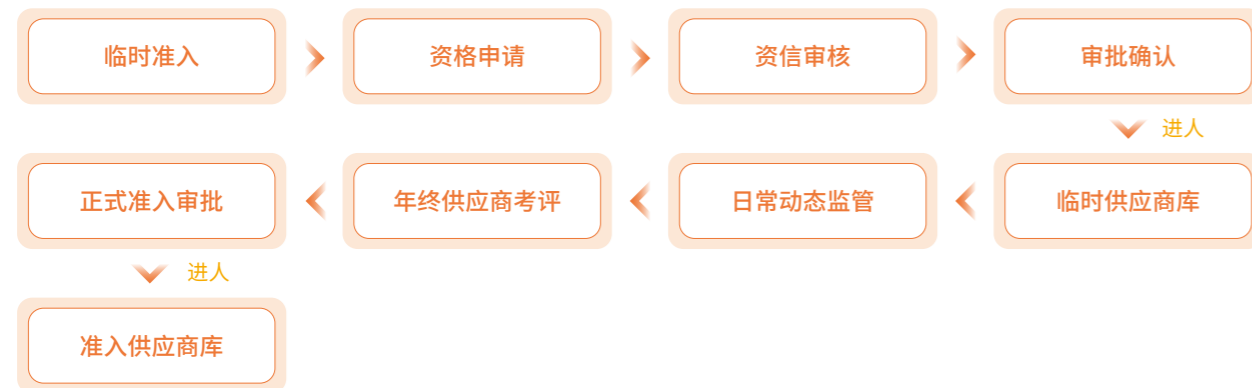 临时准入
资格申请
资信审核
审批确认
进人
临时供应商库
日常动态监管
年终供应商考评
正式准入审批
进人
准入供应商库